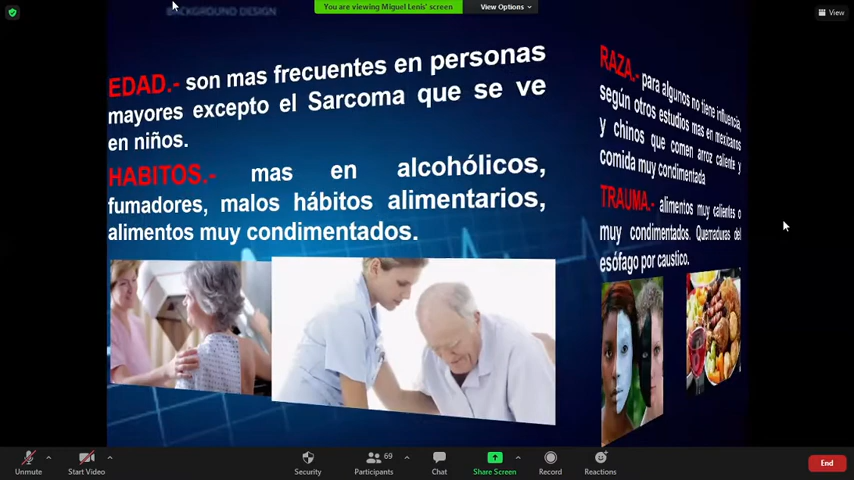 BACKGROUND DESIGN
You are viewing Miguel Lenis' screen
View Options
View
EDAD.- son mas frecuentes en personas
mayores excepto el Sarcoma que se ve
en niños.
HABITOS.- mas en alcohólicos,
fumadores, malos hábitos alimentarios,
alimentos muy condimentados.
RAZA.- para algunos no tiene influencia,
según otros estudios mas en mexicanos
y chinos que comen arroz caliente y
comida muy condimentada
TRAUMA.- alimentos muy calientes o
muy condimentados. Quemaduras del
esófago por caustico.
Unmute
Start Video
Security
69
Participants
Chat
Share Screen
Record
Reactions
End